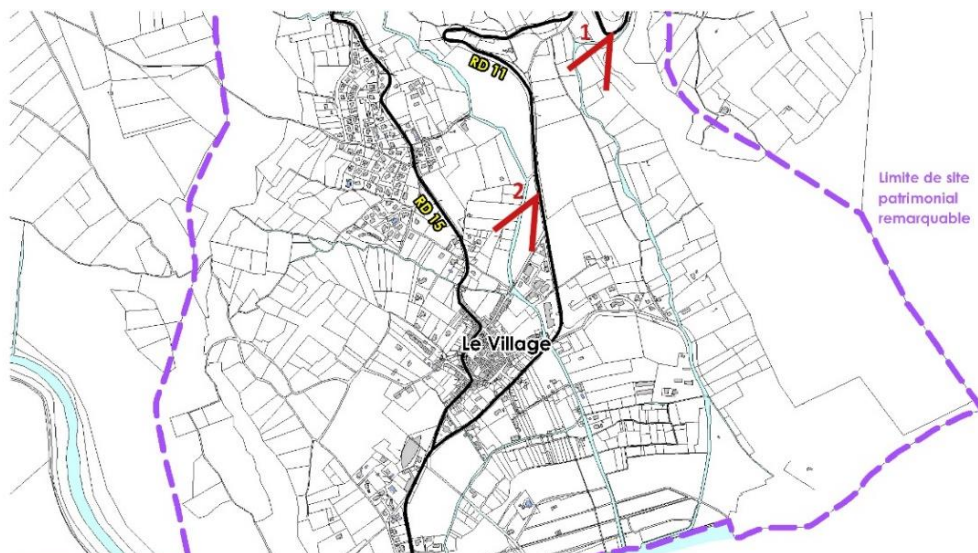 1
RD 11
2
Limite de site
patrimonial
remarquable
RD 15
Le Village